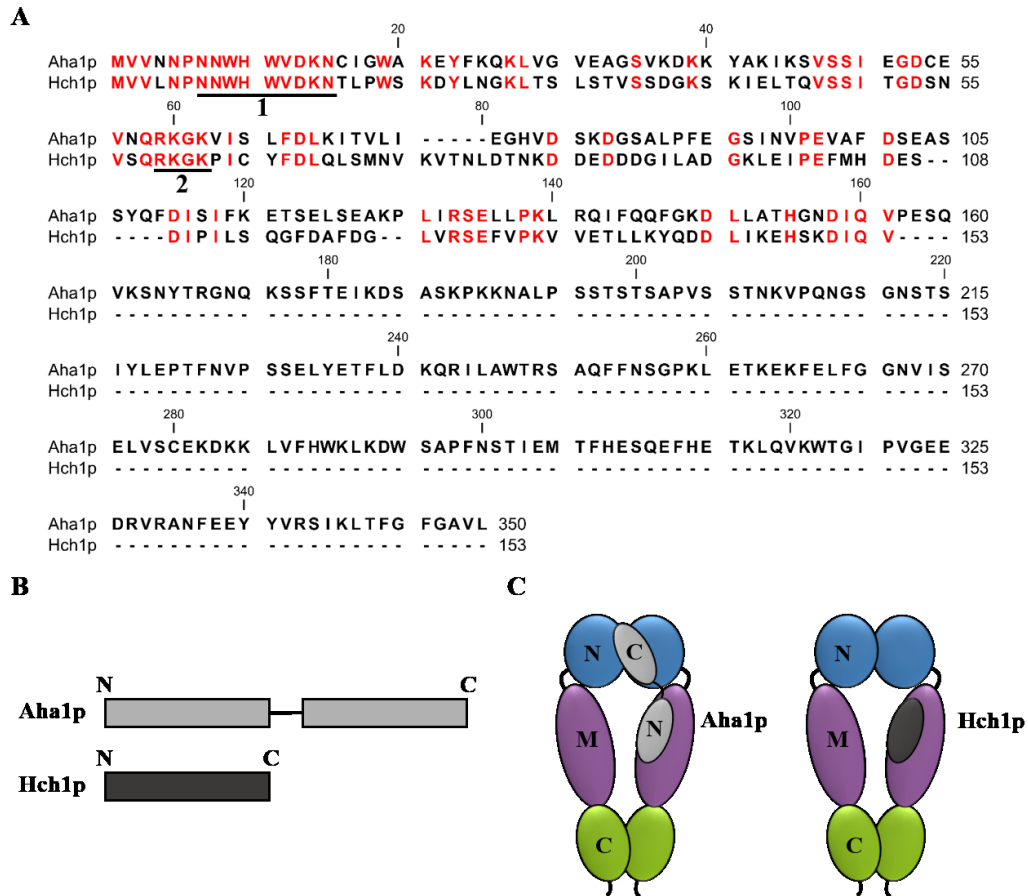 A
20 40
Aha1p MVVNNPNNWH WVDKNCIGWA KEYFKQKLVG VEAGSVKDKK YAKIKSVSSI EGDCE 55
Hch1p MVVLNPNNWH WVDKNTLPWS KDYLNGKLTS LSTVSSDGKS KIELTQVSSI TGDSN 55
1
60 80 100
Aha1p VNQRKGKVIS LFDLKITVLI -----EGHVD SKDGSALPFE GSINVPEVAF DSEAS 105
Hch1p VSQRKGKPIC YFDLQLSMNV KVTNLDTNKD DEDDDGILAD GKLEIPEFMH DES-- 108
2
120 140 160
Aha1p SYQFDISIFK ETSELSEAKP LIRSELLPKL RQIFQQFGKD LLATHGNDIQ VPESQ 160
Hch1p ----DIPILS QGFDAFDG-- LVRSEFVPKV VETLLKYQDD LIKEHSKDIQ V---- 153
180 200 220
Aha1p VKSNYTRGNQ KSSFTEIKDS ASKPKKNALP SSTSTSAPVS STNKVPQNGS GNSTS 215
Hch1p ---------- ---------- ---------- ---------- ---------- ----- 153
240 260
Aha1p IYLEPTFNVP SSELYETFLD KQRILAWTRS AQFFNSGPKL ETKEKFELFG GNVIS 270
Hch1p ---------- ---------- ---------- ---------- ---------- ----- 153
280 300 320
Aha1p ELVSCEKDKK LVFHWKLKDW SAPFNSTIEM TFHESQEFHE TKLQVKWTGI PVGEE 325
Hch1p ---------- ---------- ---------- ---------- ---------- ----- 153
340
Aha1p DRVRANFEEY YVRSIKLTFG FGAVL 350
Hch1p ---------- ---------- ----- 153
B
N C
Aha1p
N C
Hch1p
C
N C
M N Aha1p
C
N
M Hch1p